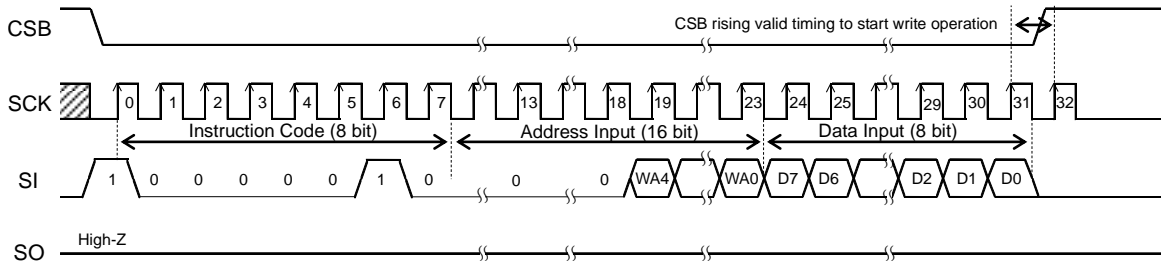 CSB
CSB rising valid timing to start write operation
SCK
0 1 2 3 4 5 6 7 13 18 19 23 24 25 29 30 31 32
Instruction Code (8 bit) Address Input (16 bit) Data Input (8 bit)
SI
1 0 0 0 0 0 1 0 0 0 WA4 WA0 D7 D6 D2 D1 D0
High-Z
SO